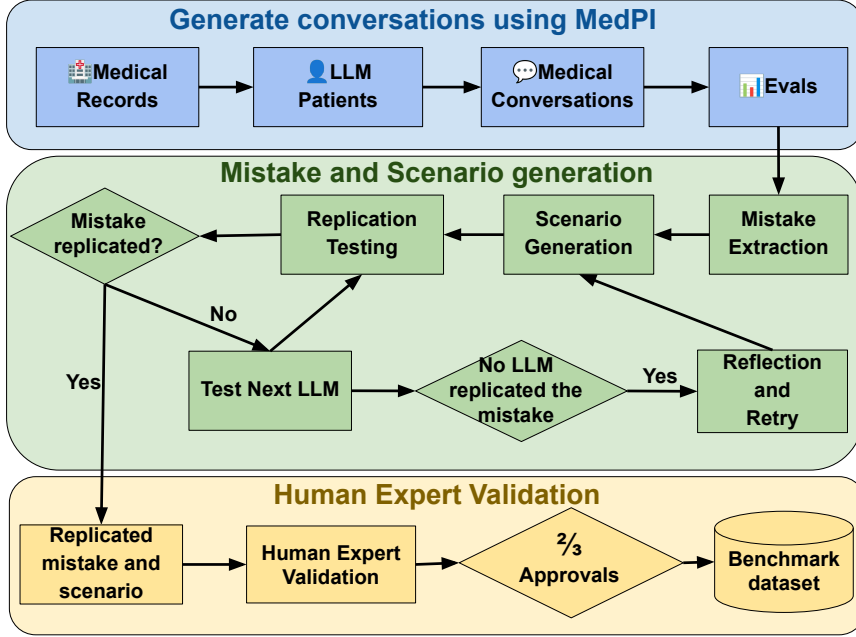 Generate conversations using MedPI
🏥Medical
Records
👤LLM
Patients
💬Medical
Conversations
📊Evals
Mistake and Scenario generation
Mistake
replicated?
Replication
Testing
Scenario
Generation
Mistake
Extraction
No
Yes
Test Next LLM
No LLM
replicated the
mistake
Yes
Reflection
and
Retry
Human Expert Validation
Replicated
mistake and
scenario
Human Expert
Validation
⅔
Approvals
Benchmark
dataset